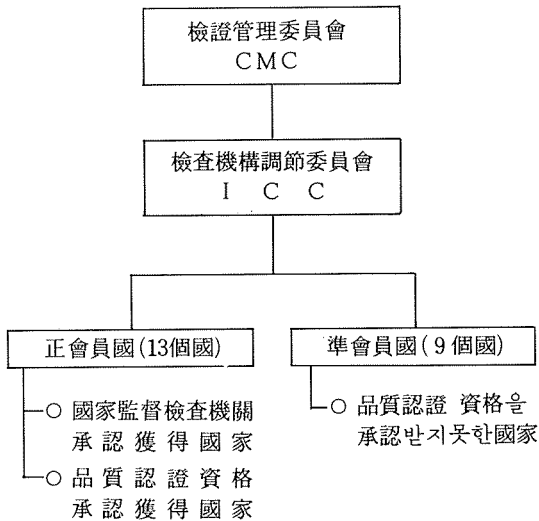 檢證管理委員會
CMC
檢査機構調節委員會
I C C
正會員國(13個國)
○ 國家監督檢査機關
承認獲得國家
○ 品質認證資格
承認獲得國家
準會員國(9個國)
○ 品質認證 資格을
承認받지못한國家